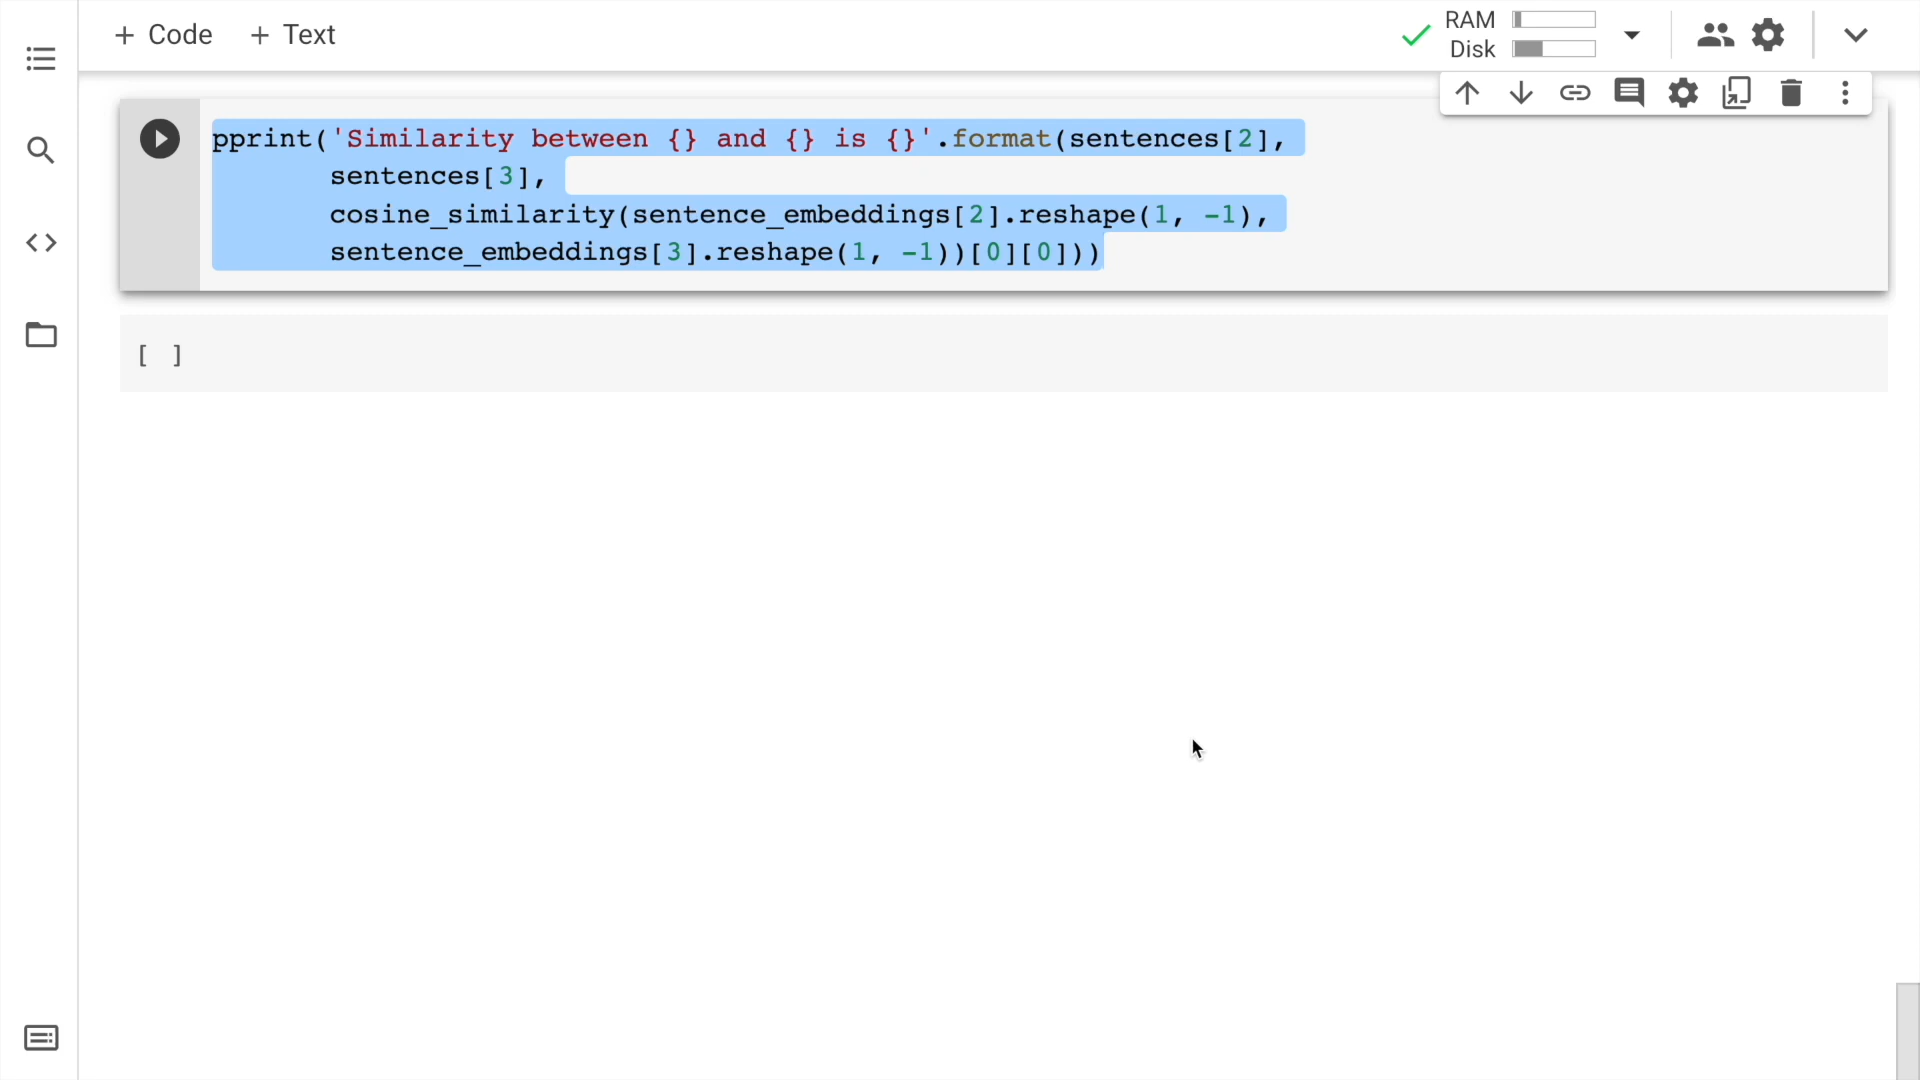 + Code + Text
RAM
Disk
pprint('Similarity between {} and {} is {}'.format(sentences[2],
sentences[3],
cosine_similarity(sentence_embeddings[2].reshape(1, -1),
sentence_embeddings[3].reshape(1, -1))[0][0]))
[ ]